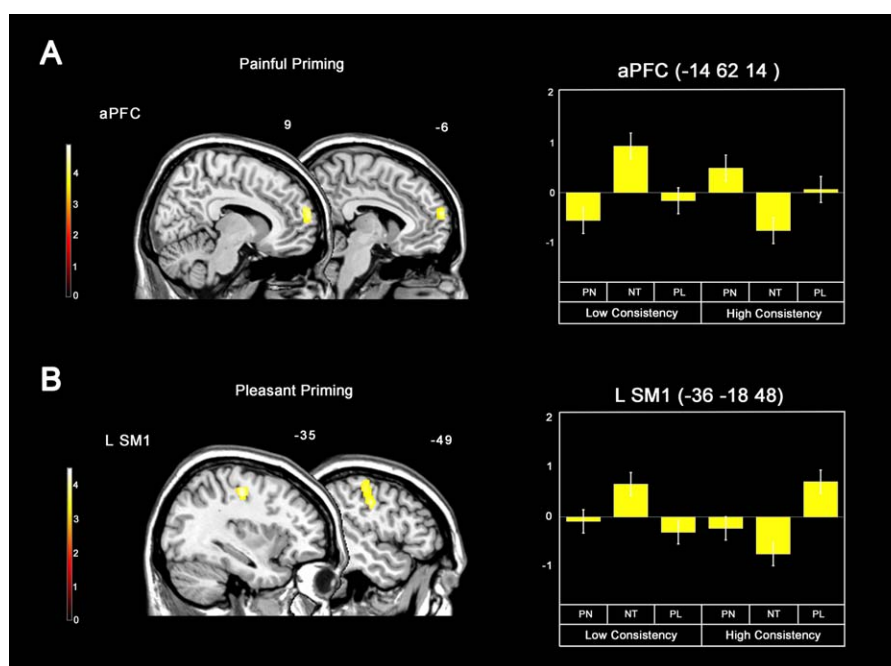 A
Painful Priming
aPFC (-14 62 14 )
aPFC
9
-6
4
3
2
1
0
2
1
0
-1
PN NT PL PN NT PL
Low Consistency High Consistency
B
Pleasant Priming
L SM1 (-36 -18 48)
L SM1
-35
-49
4
3
2
1
0
2
1
0
-1
PN NT PL PN NT PL
Low Consistency High Consistency